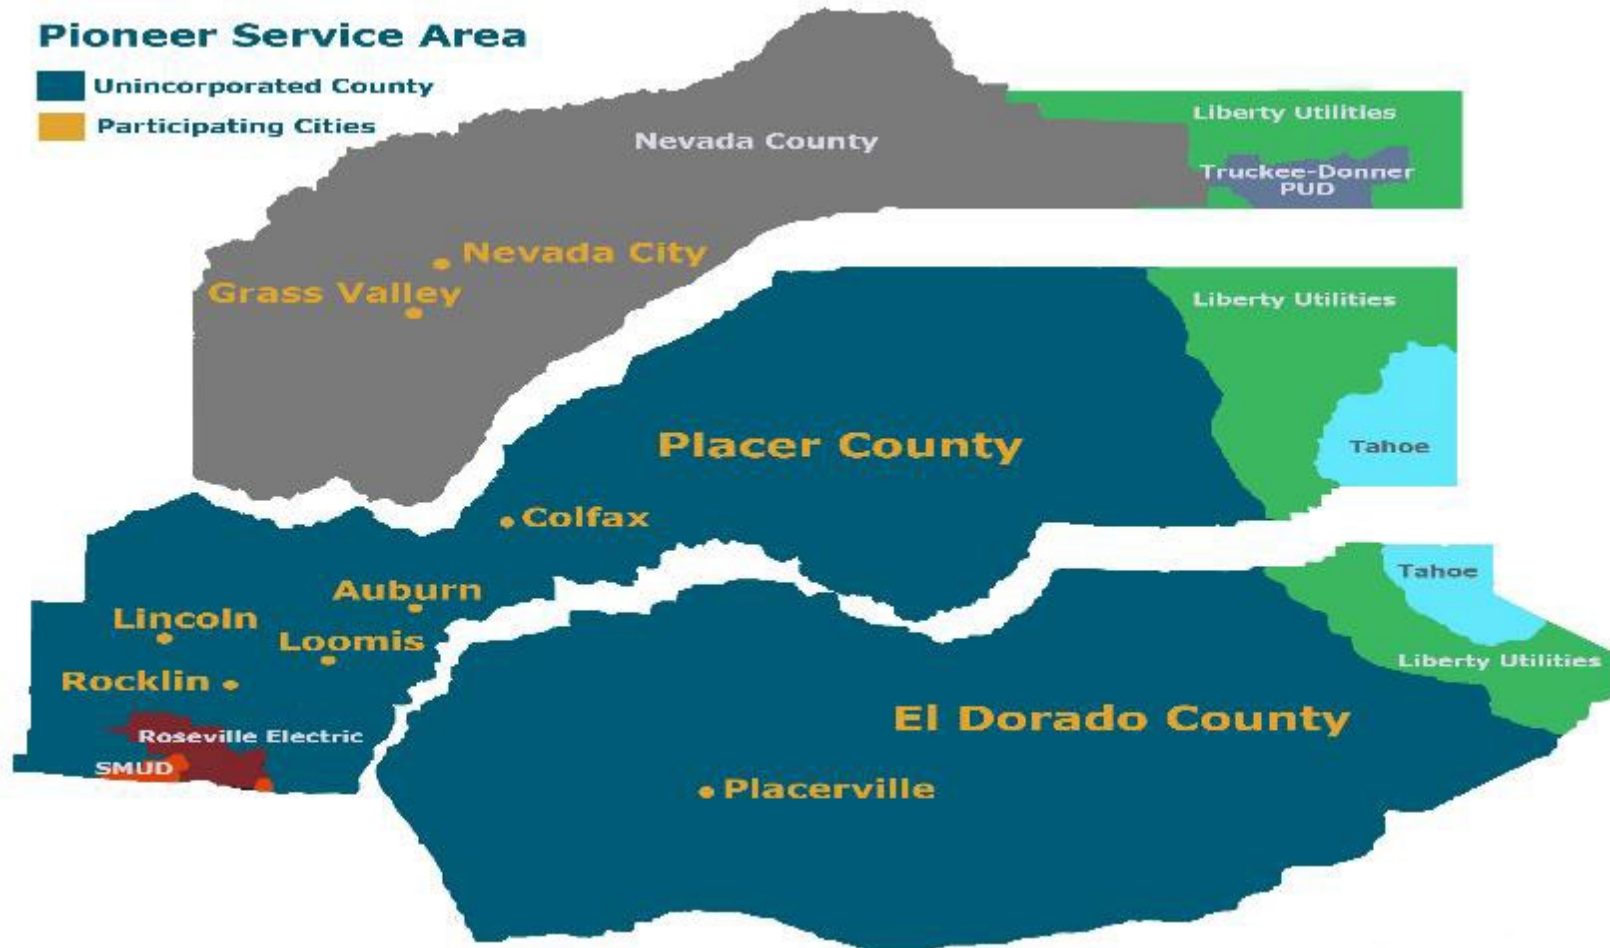 Pioneer Service Area
Unincorporated County
Participating Cities
Liberty Utilities
Nevada County
Truckee-Donner
PUD
Nevada City
Grass Valley
Liberty Utilities
Placer County
Tahoe
Colfax
Tahoe
Auburn
Lincoln
Loomis
Liberty Utilities
Rocklin
El Dorado County
Roseville Electric
SMUD
Placerville